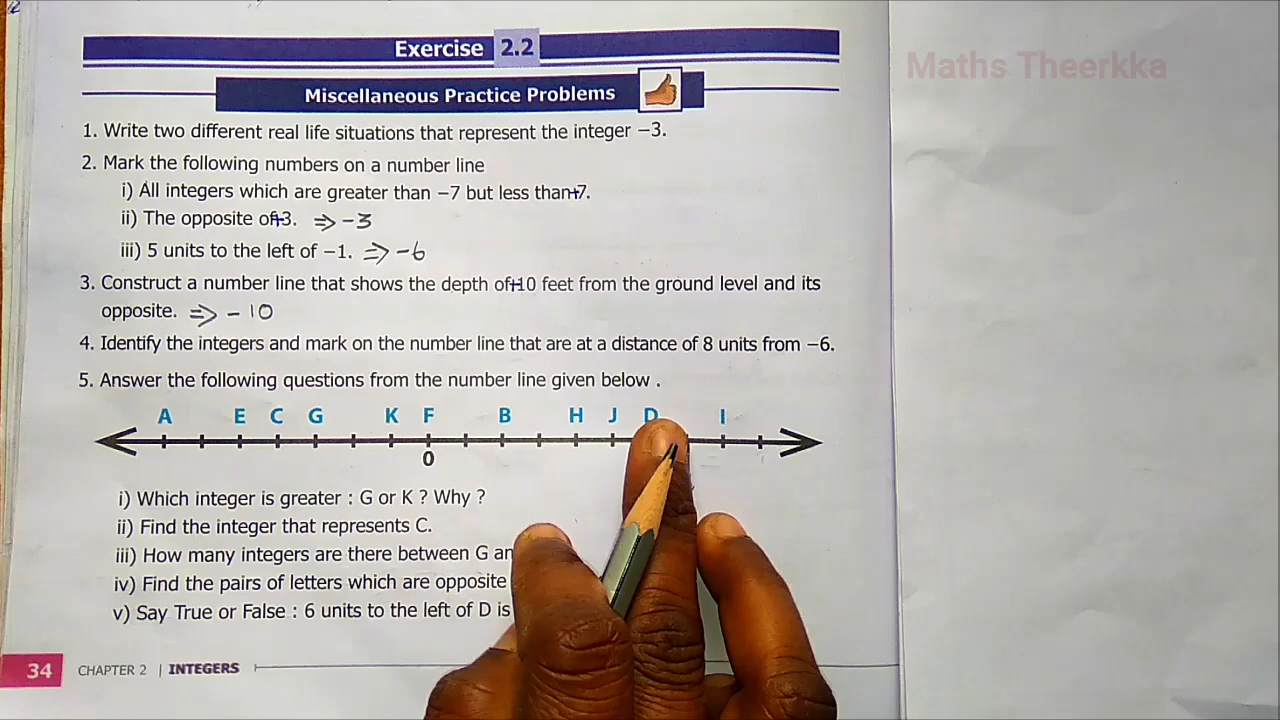 Exercise 2.2
Maths Theerkka
Miscellaneous Practice Problems
1. Write two different real life situations that represent the integer −3.
2. Mark the following numbers on a number line
i) All integers which are greater than −7 but less than +7.
ii) The opposite of +3. ⇒ −3
iii) 5 units to the left of −1. ⇒ −6
3. Construct a number line that shows the depth of +10 feet from the ground level and its
opposite. ⇒ − 10
4. Identify the integers and mark on the number line that are at a distance of 8 units from −6.
5. Answer the following questions from the number line given below .
A E C G K F B H J D I
0
i) Which integer is greater : G or K ? Why ?
ii) Find the integer that represents C.
iii) How many integers are there between G
iv) Find the pairs of letters which are opposite
v) Say True or False : 6 units to the left of D is
34 CHAPTER 2 | INTEGERS